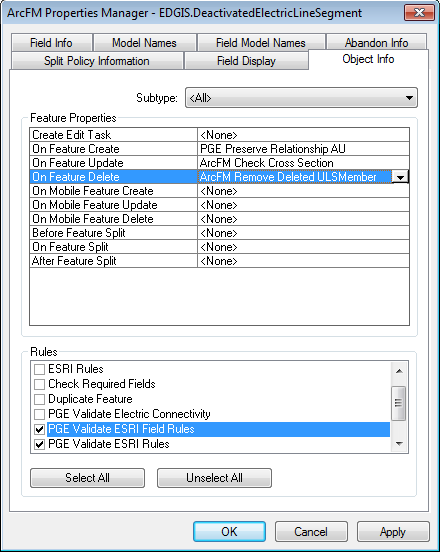 ArcFM Properties Manager - EDGIS.DeactivatedElectricLineSegment
Field Info Model Names Field Model Names Abandon Info
Split Policy Information Field Display Object Info
Subtype: <All>
Feature Properties
Create Edit Task <None>
On Feature Create PGE Preserve Relationship AU
On Feature Update ArcFM Check Cross Section
On Feature Delete ArcFM Remove Deleted ULSMember
On Mobile Feature Create <None>
On Mobile Feature Update <None>
On Mobile Feature Delete <None>
Before Feature Split <None>
On Feature Split <None>
After Feature Split <None>
Rules
ESRI Rules
Check Required Fields
Duplicate Feature
PGE Validate Electric Connectivity
PGE Validate ESRI Field Rules
PGE Validate ESRI Rules
Select All Unselect All
OK Cancel Apply